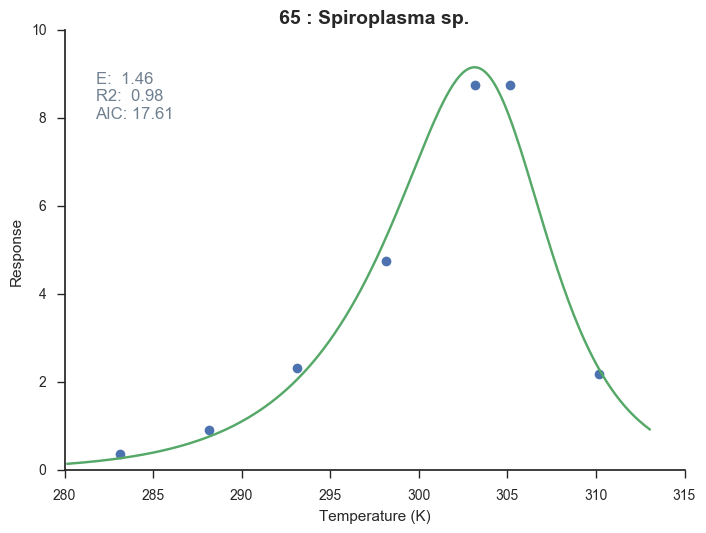 65 : Spiroplasma sp.
E: 1.46
R2: 0.98
AIC: 17.61
Response
10
8
6
4
2
0
280 285 290 295 300 305 310 315
Temperature (K)